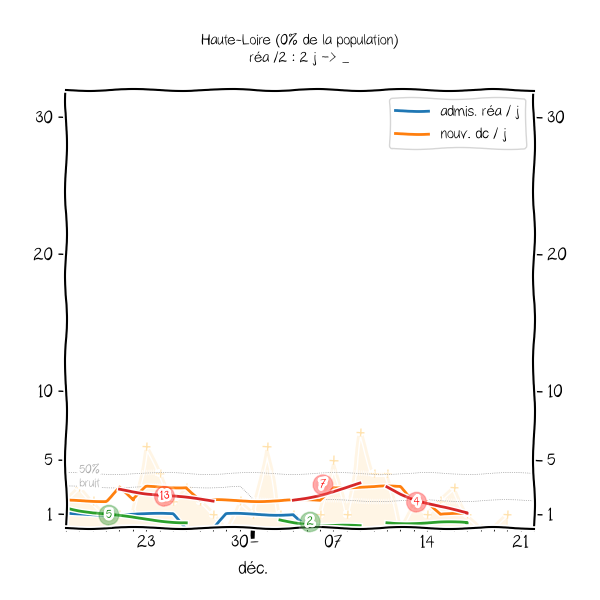 Haute-Loire (0% de la population)
réa /2 : 2 j -> _
admis. réa / j
nouv. dc / j
30 30
20 20
10 10
5 5
50%
bruit
1 1
5 13 2 7 4
23 30 07 14 21
déc.